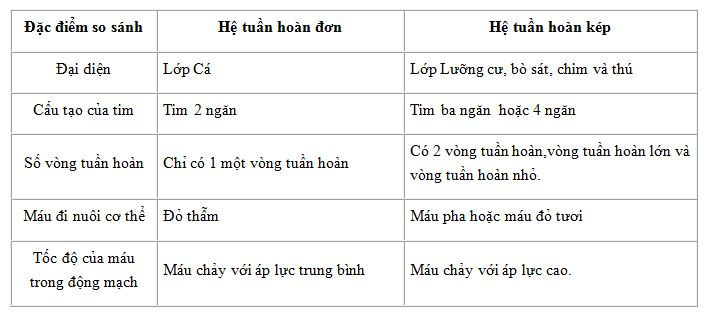 Đặc điểm so sánh
Hệ tuần hoàn đơn
Hệ tuần hoàn kép
Đại diện
Lớp Cá
Lớp Lưỡng cư, bò sát, chim và thú
Cấu tạo của tim
Tim 2 ngăn
Tim ba ngăn hoặc 4 ngăn
Số vòng tuần hoàn
Chỉ có 1 một vòng tuần hoàn
Có 2 vòng tuần hoàn,vòng tuần hoàn lớn và
vòng tuần hoàn nhỏ.
Máu đi nuôi cơ thể
Đỏ thẫm
Máu pha hoặc máu đỏ tươi
Tốc độ của máu
trong động mạch
Máu chảy với áp lực trung bình
Máu chảy với áp lực cao.